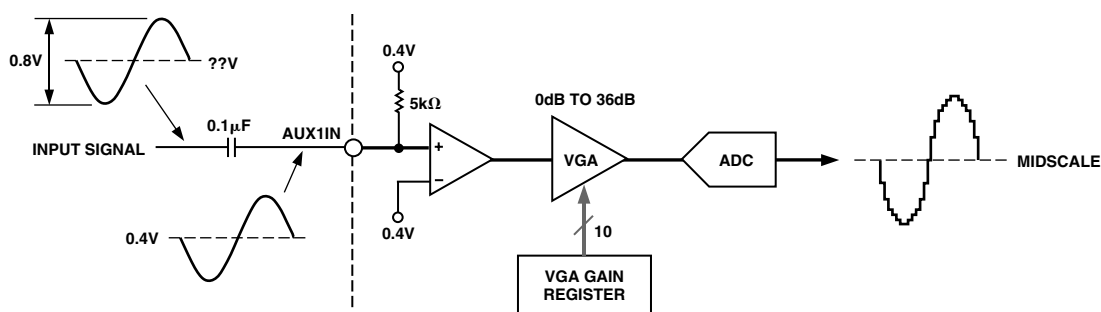 0.8V
??V
0.4V
5kΩ
0dB TO 36dB
0.1μF
AUX1IN
INPUT SIGNAL
+
–
VGA
ADC
MIDSCALE
0.4V
0.4V
10
VGA GAIN
REGISTER